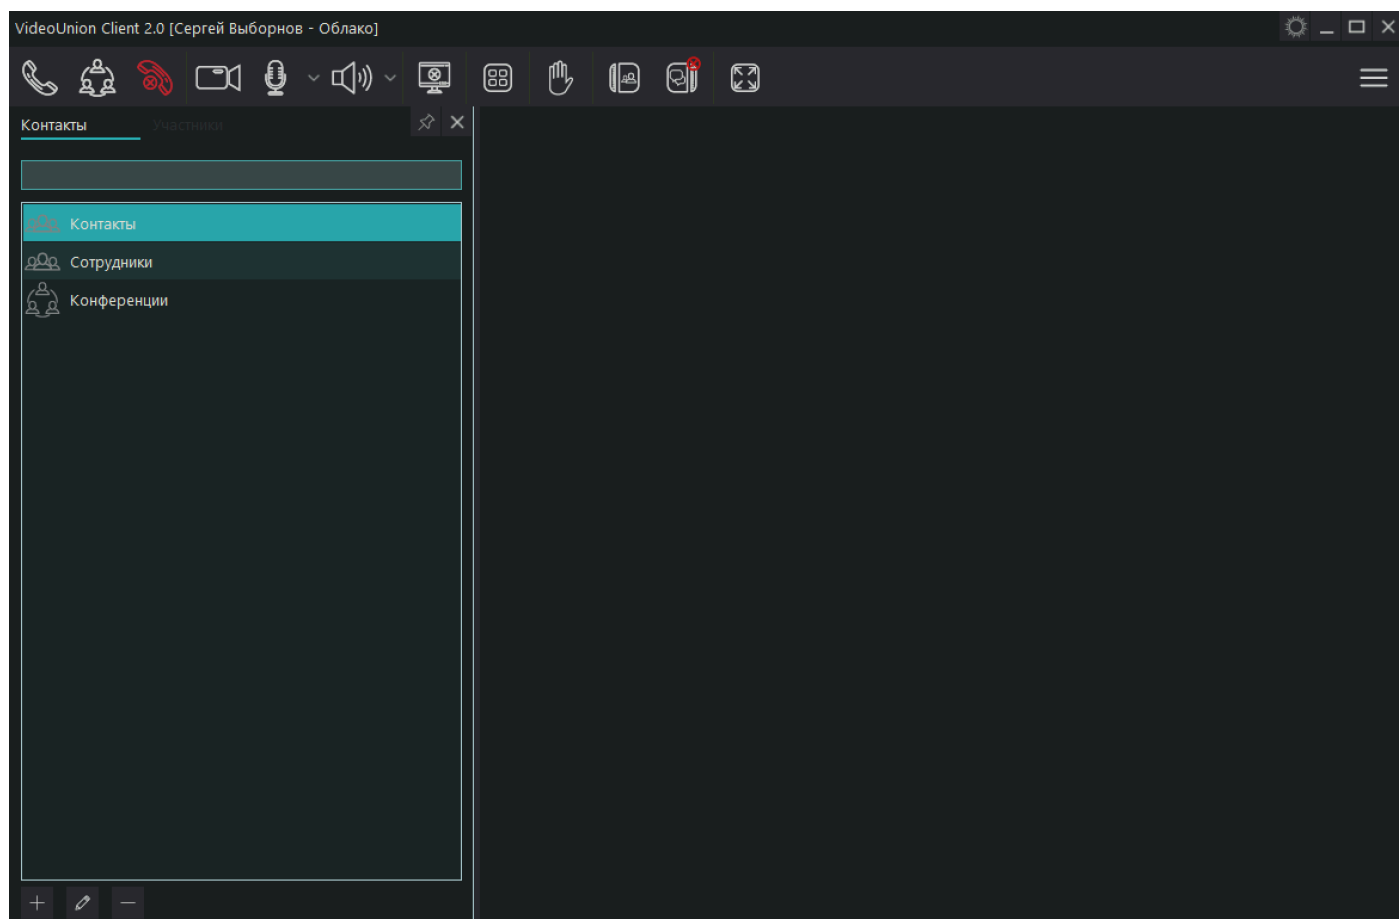 VideoUnion Client 2.0 [Сергей Выборнов - Облако]
Контакты Участники
Контакты
Сотрудники
Конференции